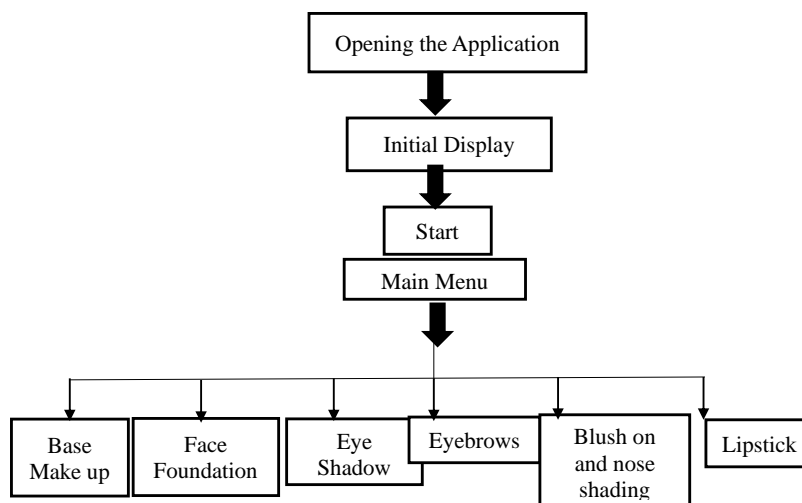 Opening the Application
Initial Display
Start
Main Menu
Base
Make up
Face
Foundation
Eye
Shadow
Eyebrows
Blush on
and nose
shading
Lipstick